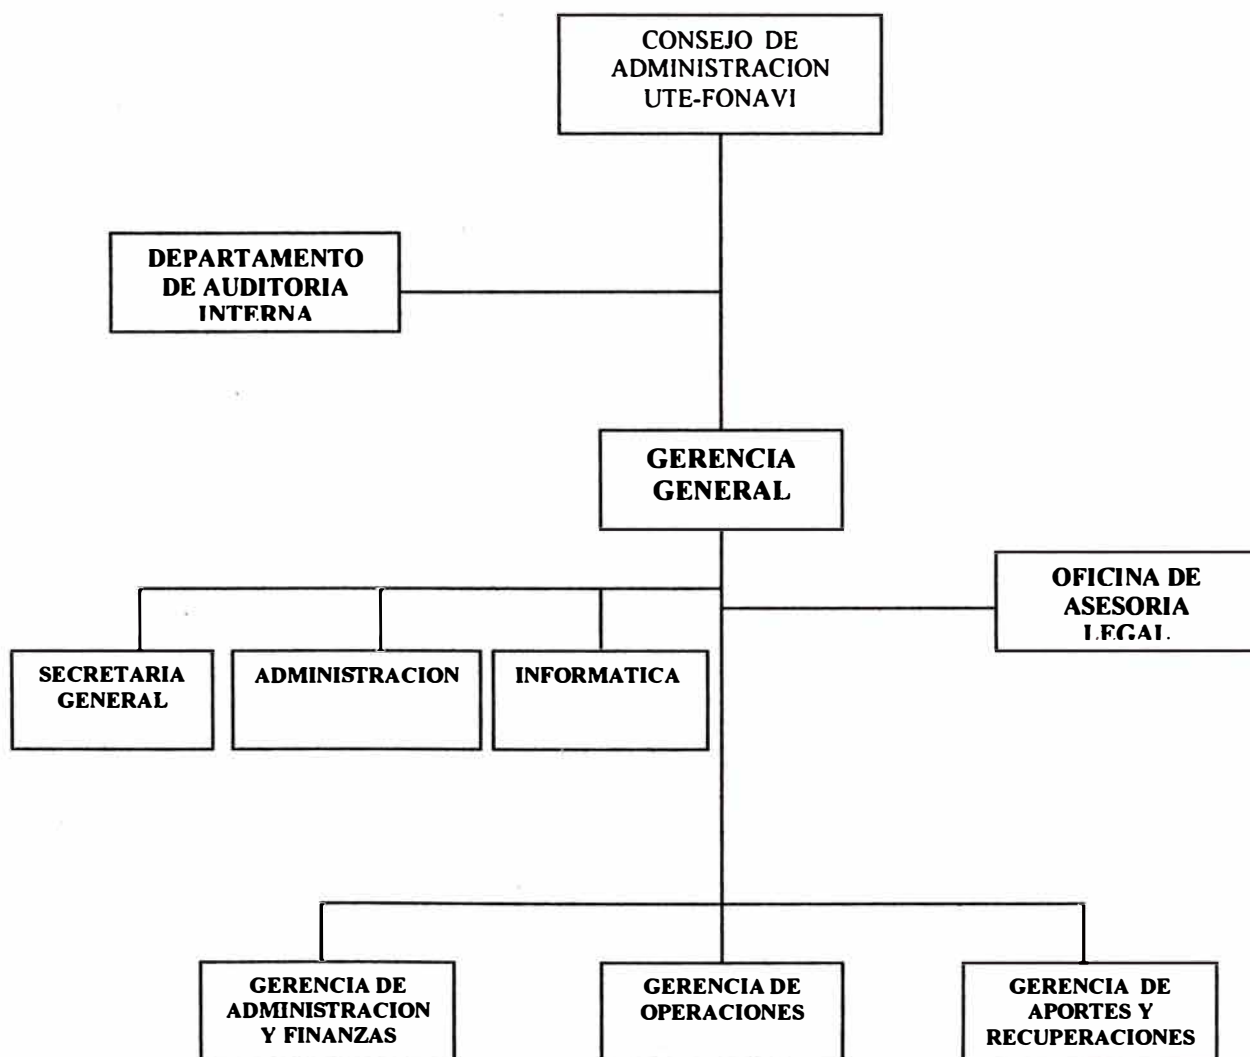 CONSEJO DE
ADMINISTRACION
UTE-FONAVI
DEPARTAMENTO
DE AUDITORIA
INTERNA
GERENCIA
GENERAL
OFICINA DE
ASESORIA
LEGAL
SECRETARIA
GENERAL
ADMINISTRACION
INFORMATICA
GERENCIA DE
ADMINISTRACION
Y FINANZAS
GERENCIA DE
OPERACIONES
GERENCIA DE
APORTES Y
RECUPERACIONES